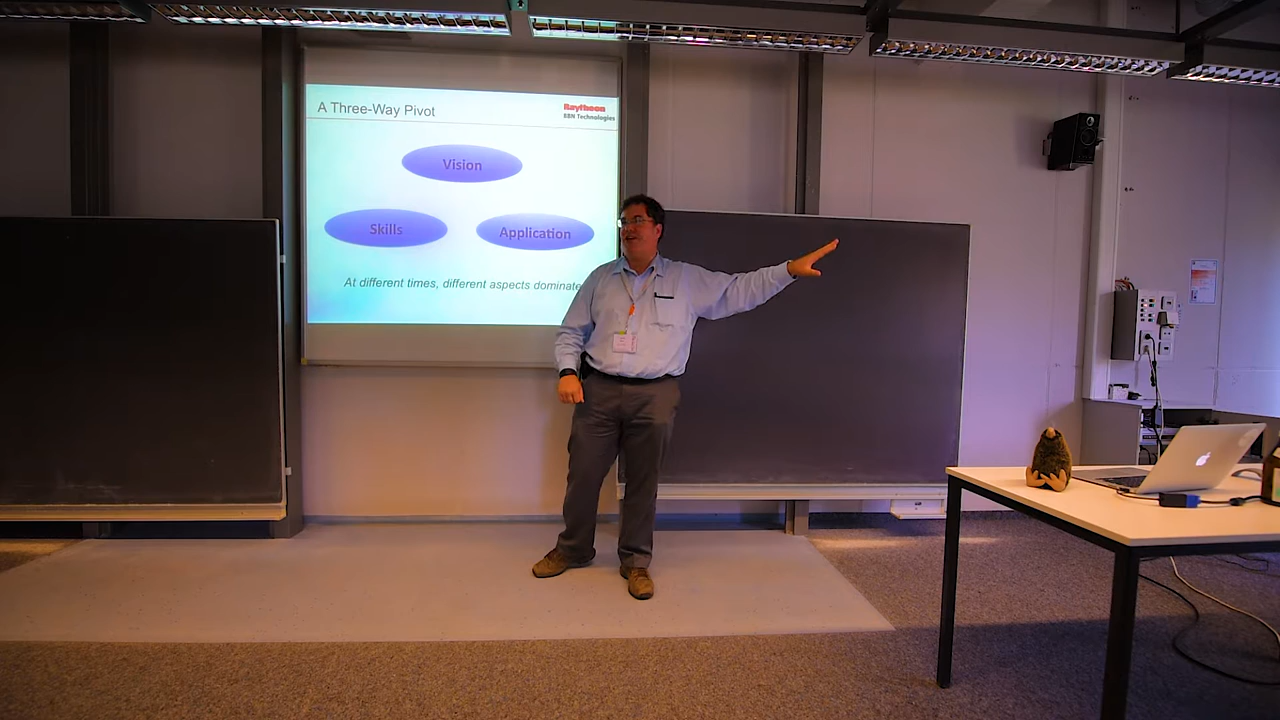 A Three-Way Pivot
Raytheon
BBN Technologies
Vision
Skills
Application
At different times, different aspects dominate